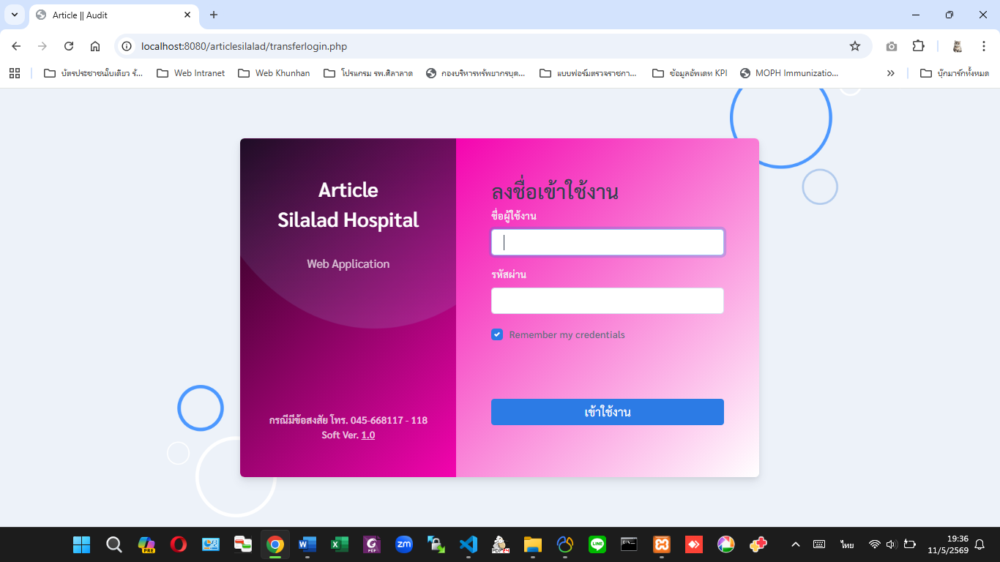 Article || Audit
localhost:8080/articlesilalad/transferlogin.php
บัตรประชาชนใบเดียว รั...
Web Intranet
Web Khunhan
โปรแกรม รพ.ศิลาลาด
กองบริหารทรัพยากรบุค...
แบบฟอร์มตรวจราชกา...
ข้อมูลอัพเดท KPI
MOPH Immunizatio...
บุ๊กมาร์กทั้งหมด
Article
Silalad Hospital
Web Application
กรณีมีข้อสงสัย โทร. 045-668117 - 118
Soft Ver. 1.0
ลงชื่อเข้าใช้งาน
ชื่อผู้ใช้งาน
รหัสผ่าน
Remember my credentials
เข้าใช้งาน
PRE
PDF
zm
PDF24
LINE
ไทย
19:36
11/5/2569